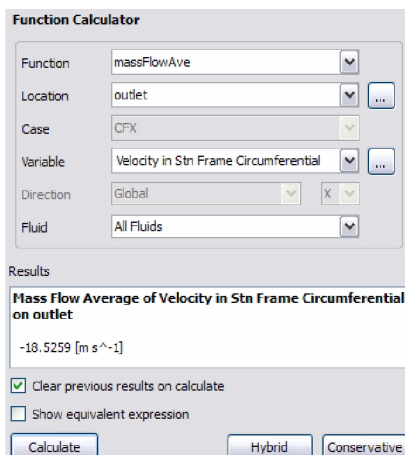 Function Calculator
Function massFlowAve
Location outlet ...
Case CFX
Variable Velocity in Stn Frame Circumferential ...
Direction Global X
Fluid All Fluids
Results
Mass Flow Average of Velocity in Stn Frame Circumferential
on outlet
-18.5259 [m s^-1]
Clear previous results on calculate
Show equivalent expression
Calculate Hybrid Conservative